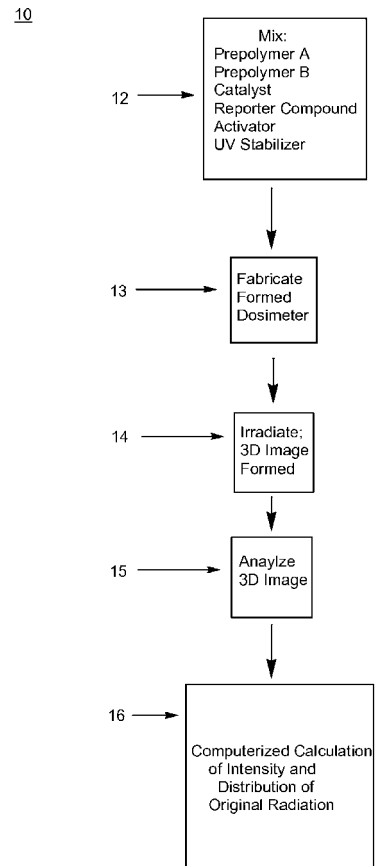 10
Mix:
Prepolymer A
Prepolymer B
Catalyst
Reporter Compound
Activator
UV Stabilizer
12
Fabricate
Formed
Dosimeter
13
Irradiate;
3D Image
Formed
14
Anaylze
3D Image
15
16
Computerized Calculation
of Intensity and
Distribution of
Original Radiation